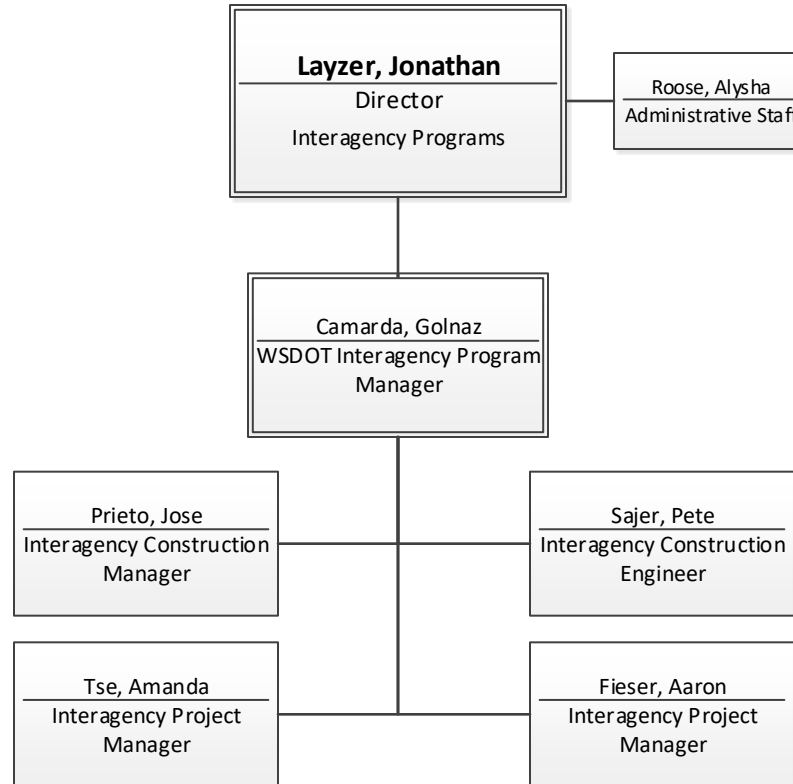 Layzer, Jonathan
Director
Interagency Programs
Roose, Alysha
Administrative Staff
Camarda, Golnaz
WSDOT Interagency Program
Manager
Prieto, Jose
Interagency Construction
Manager
Sajer, Pete
Interagency Construction
Engineer
Tse, Amanda
Interagency Project
Manager
Fieser, Aaron
Interagency Project
Manager